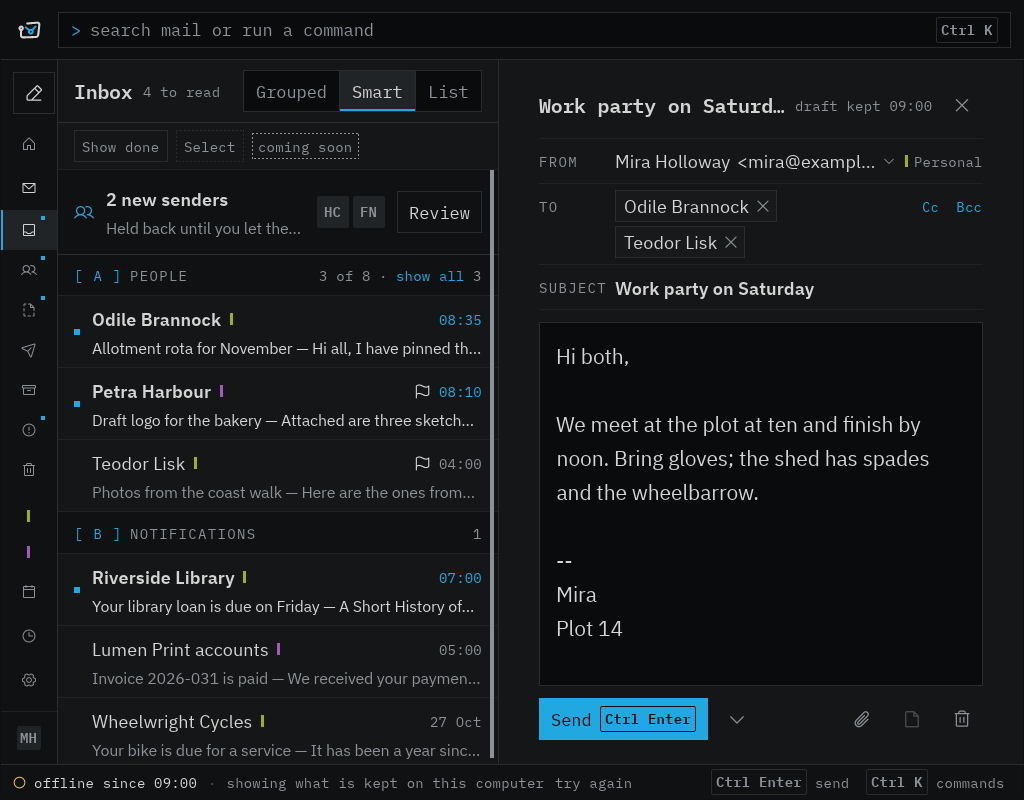 > search mail or run a command Ctrl K
Inbox 4 to read Grouped Smart List
Show done Select coming soon
2 new senders
Held back until you let the… HC FN Review
[ A ] PEOPLE 3 of 8 · show all 3
Odile Brannock 08:35
Allotment rota for November — Hi all, I have pinned th…
Petra Harbour 08:10
Draft logo for the bakery — Attached are three sketch…
Teodor Lisk 04:00
Photos from the coast walk — Here are the ones from…
[ B ] NOTIFICATIONS 1
Riverside Library 07:00
Your library loan is due on Friday — A Short History of…
Lumen Print accounts 05:00
Invoice 2026-031 is paid — We received your paymen…
Wheelwright Cycles 27 Oct
Your bike is due for a service — It has been a year sinc…
MH
Work party on Saturd… draft kept 09:00
FROM Mira Holloway <mira@exampl… Personal
TO Odile Brannock Cc Bcc
Teodor Lisk
SUBJECT Work party on Saturday
Hi both,
We meet at the plot at ten and finish by
noon. Bring gloves; the shed has spades
and the wheelbarrow.
--
Mira
Plot 14
Send Ctrl Enter
offline since 09:00 · showing what is kept on this computer try again Ctrl Enter send Ctrl K commands